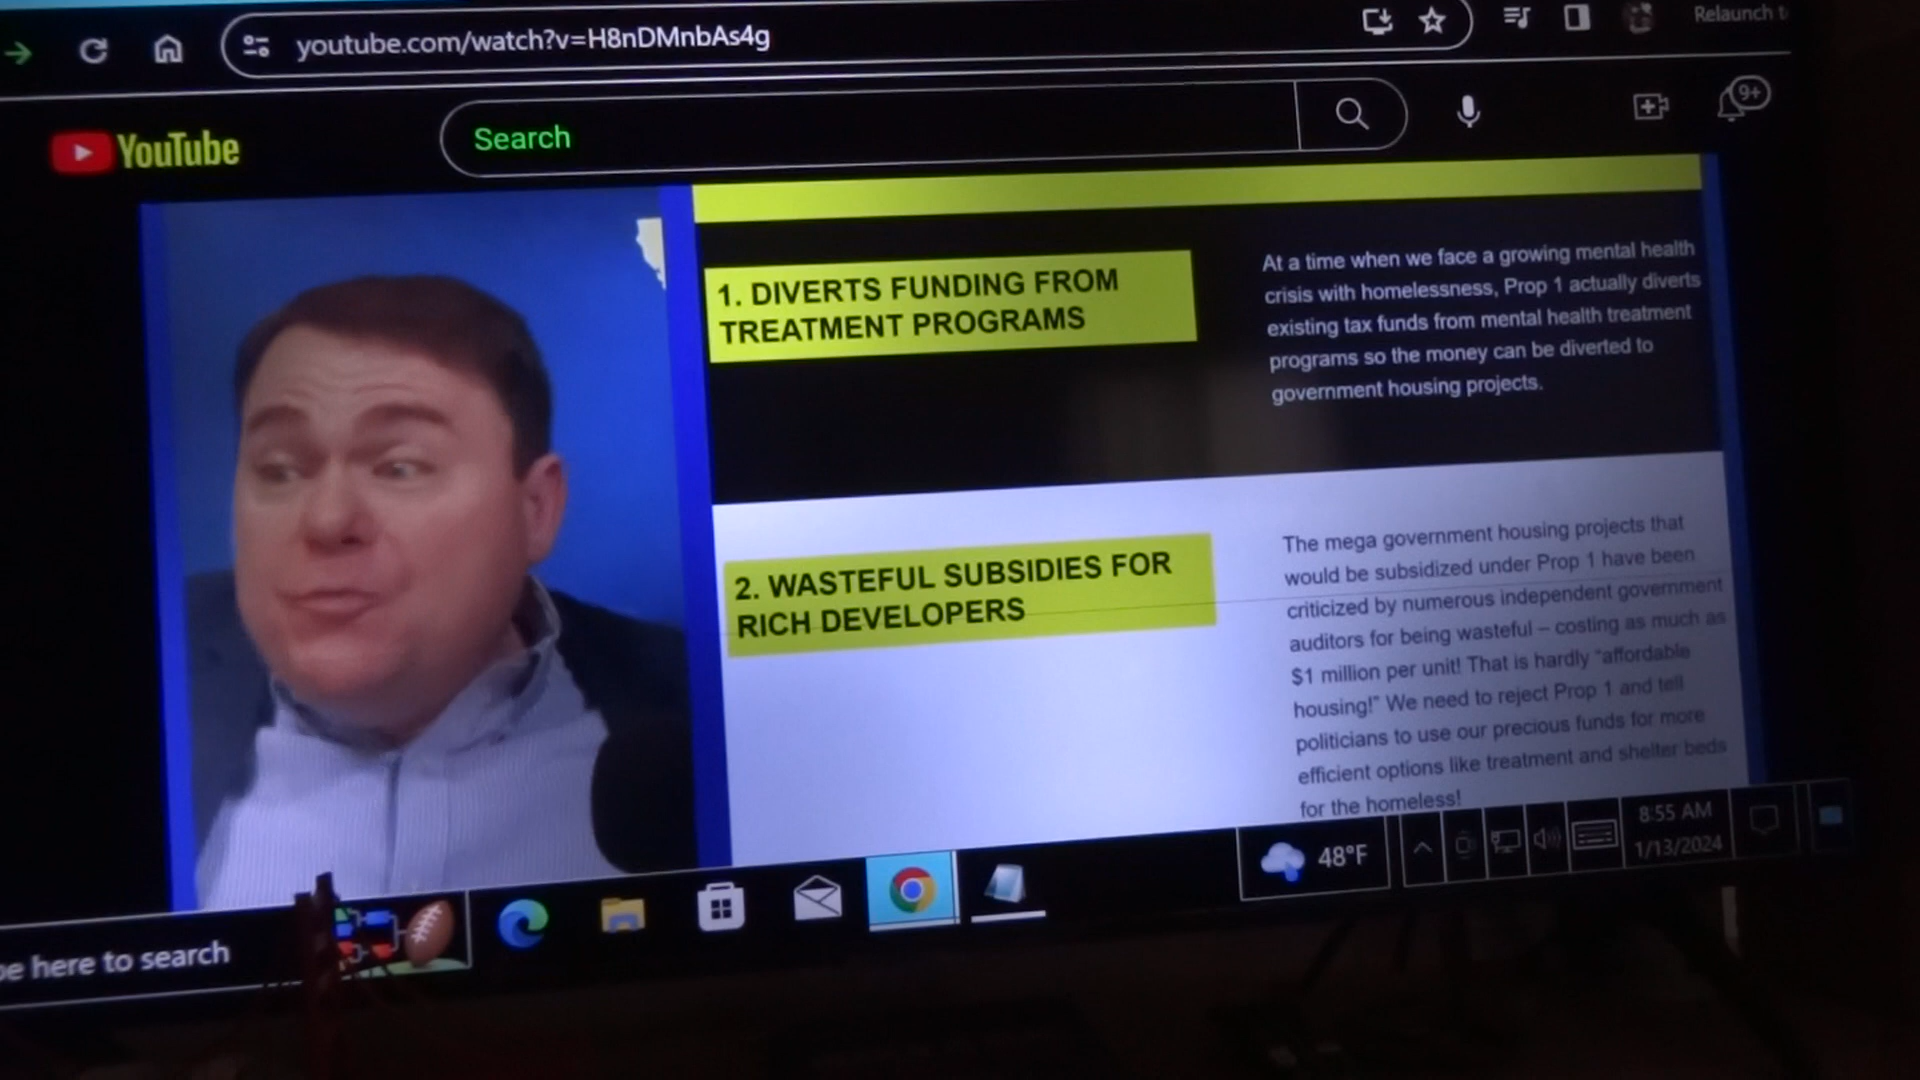 youtube.com/watch?v=H8nDMnbAs4g
Relaunch t
YouTube
Search
9+
1. DIVERTS FUNDING FROM
TREATMENT PROGRAMS
At a time when we face a growing mental health
crisis with homelessness, Prop 1 actually diverts
existing tax funds from mental health treatment
programs so the money can be diverted to
government housing projects.
2. WASTEFUL SUBSIDIES FOR
RICH DEVELOPERS
The mega government housing projects that
would be subsidized under Prop 1 have been
criticized by numerous independent government
auditors for being wasteful – costing as much as
$1 million per unit! That is hardly "affordable
housing!" We need to reject Prop 1 and tell
politicians to use our precious funds for more
efficient options like treatment and shelter beds
for the homeless!
pe here to search
48°F
8:55 AM
1/13/2024